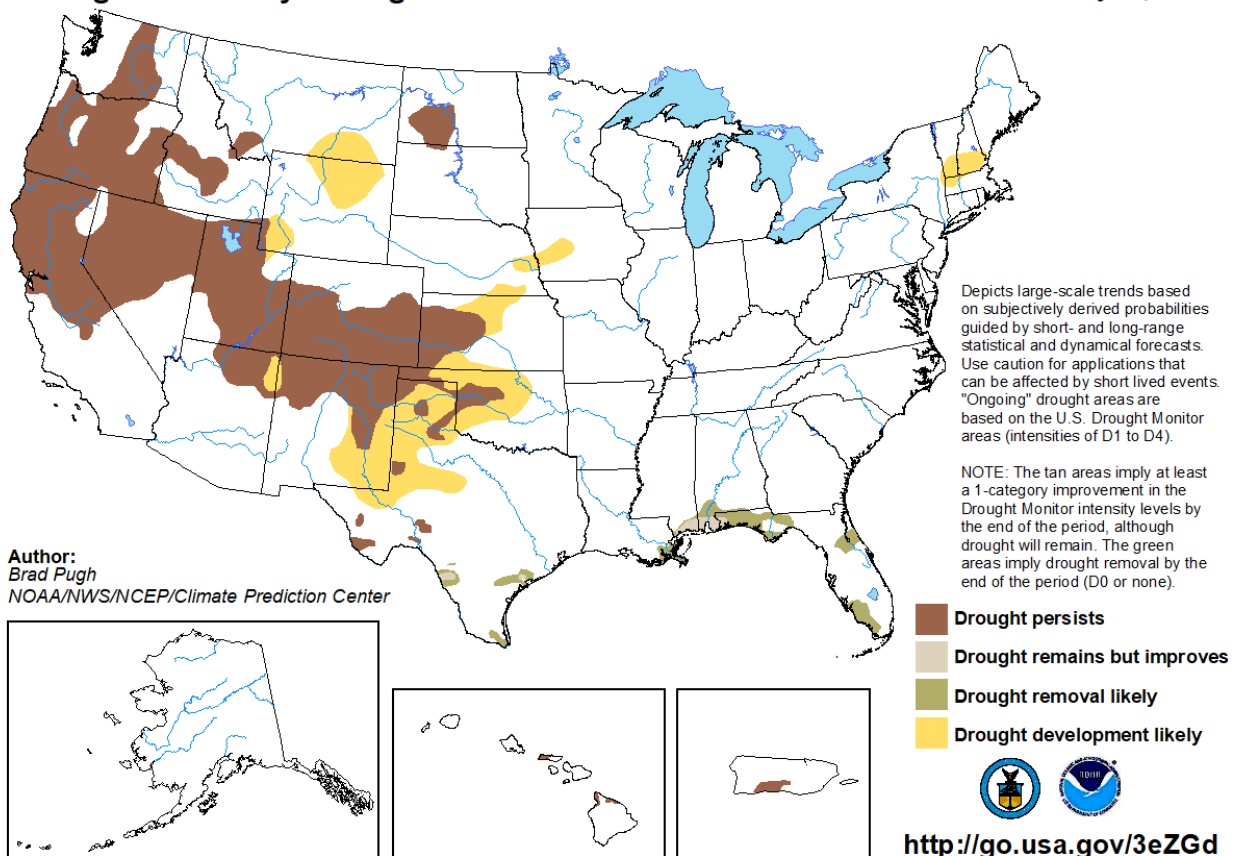 Depicts large-scale trends based
on subjectively derived probabilities
guided by short- and long-range
statistical and dynamical forecasts.
Use caution for applications that
can be affected by short lived events.
"Ongoing" drought areas are
based on the U.S. Drought Monitor
areas (intensities of D1 to D4).
NOTE: The tan areas imply at least
a 1-category improvement in the
Drought Monitor intensity levels by
the end of the period, although
drought will remain. The green
areas imply drought removal by the
end of the period (D0 or none).
Author:
Brad Pugh
NOAA/NWS/NCEP/Climate Prediction Center
Drought persists
Drought remains but improves
Drought removal likely
Drought development likely
http://go.usa.gov/3eZGd